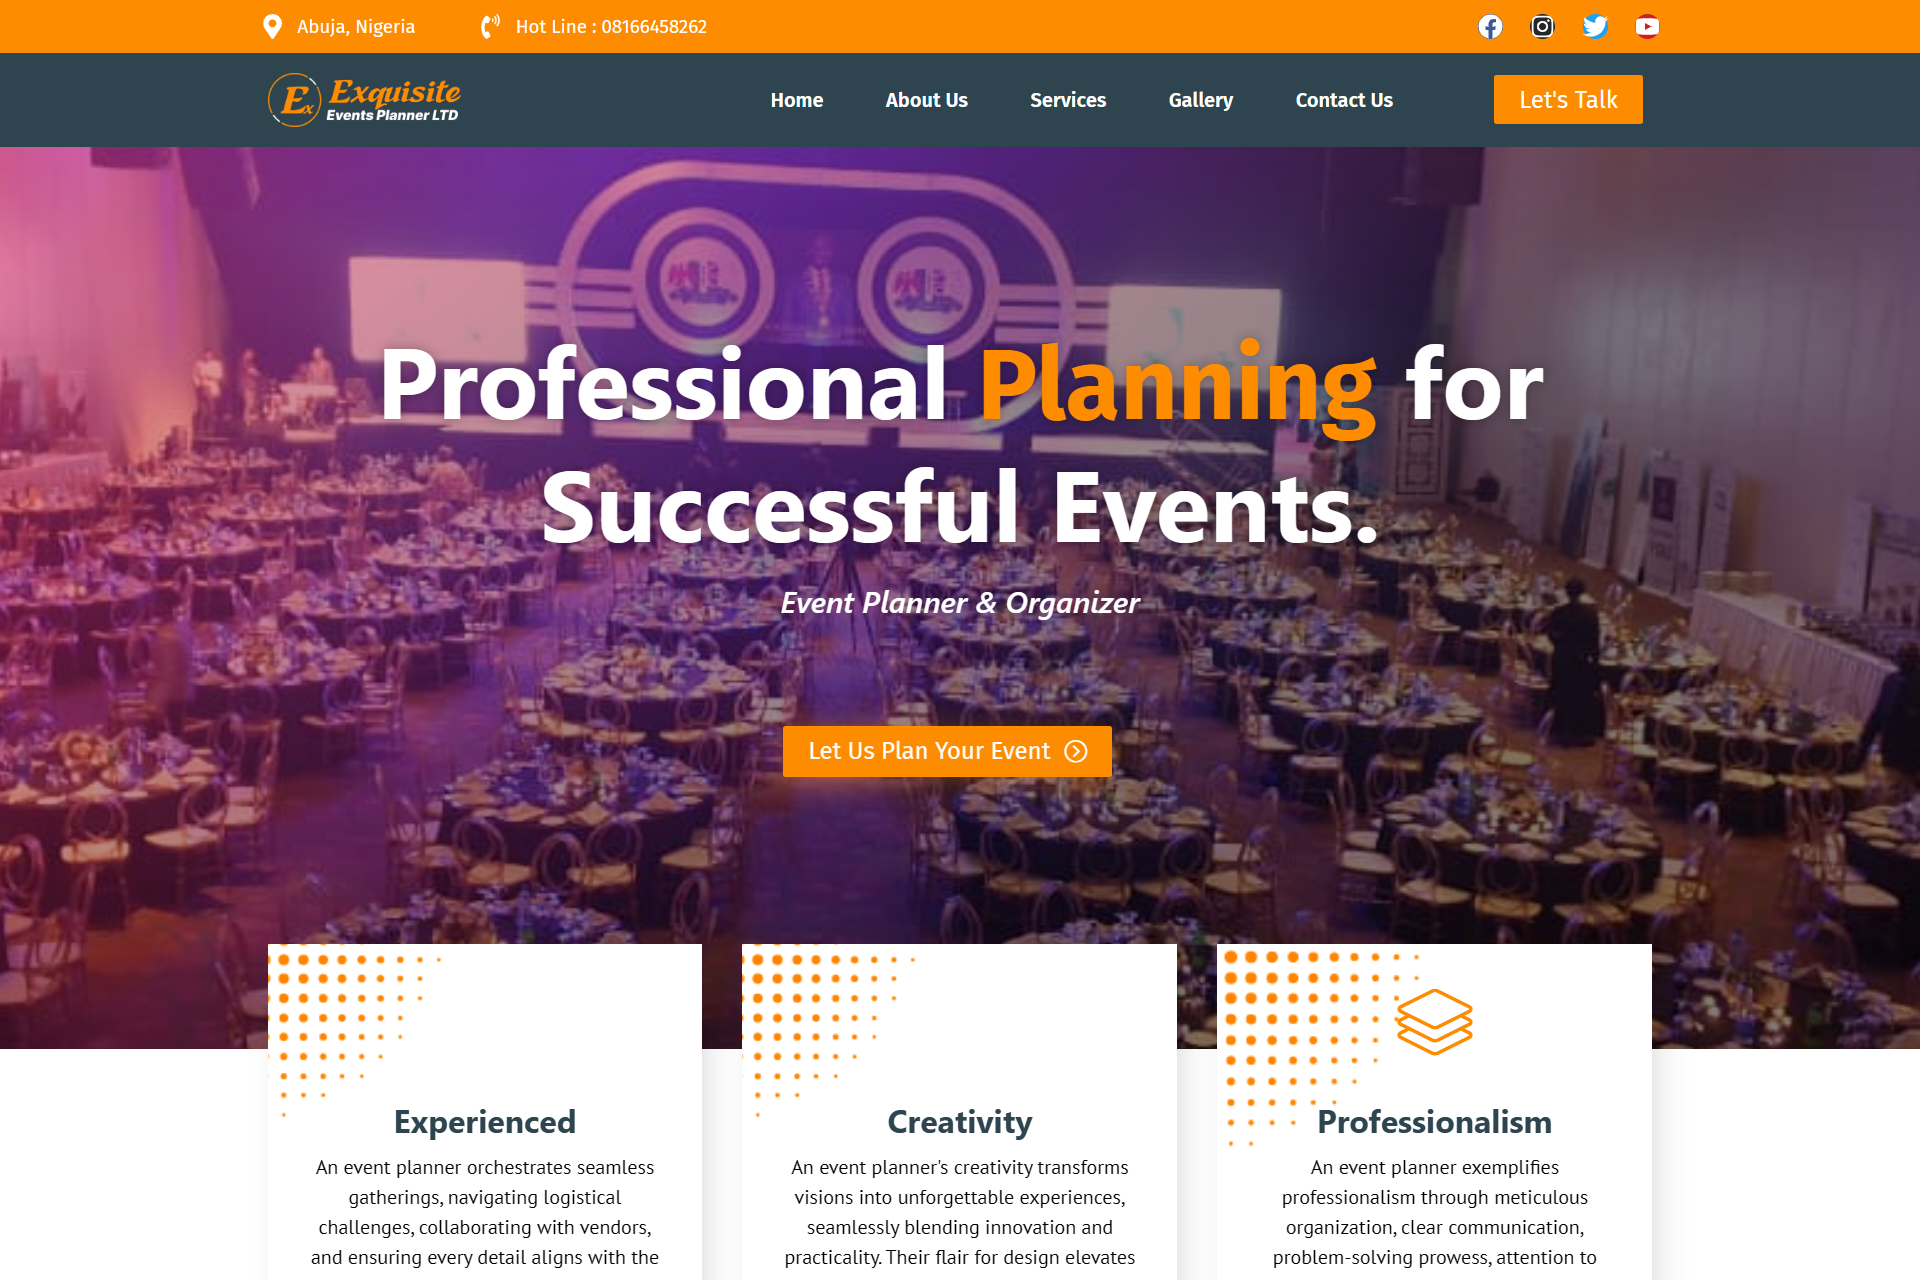 Abuja, Nigeria
Hot Line : 08166458262
Ex Exquisite
Events Planner LTD
Home
About Us
Services
Gallery
Contact Us
Let's Talk
Professional Planning for
Successful Events.
Event Planner & Organizer
Let Us Plan Your Event
Experienced
An event planner orchestrates seamless
gatherings, navigating logistical
challenges, collaborating with vendors,
and ensuring every detail aligns with the
Creativity
An event planner's creativity transforms
visions into unforgettable experiences,
seamlessly blending innovation and
practicality. Their flair for design elevates
Professionalism
An event planner exemplifies
professionalism through meticulous
organization, clear communication,
problem-solving prowess, attention to